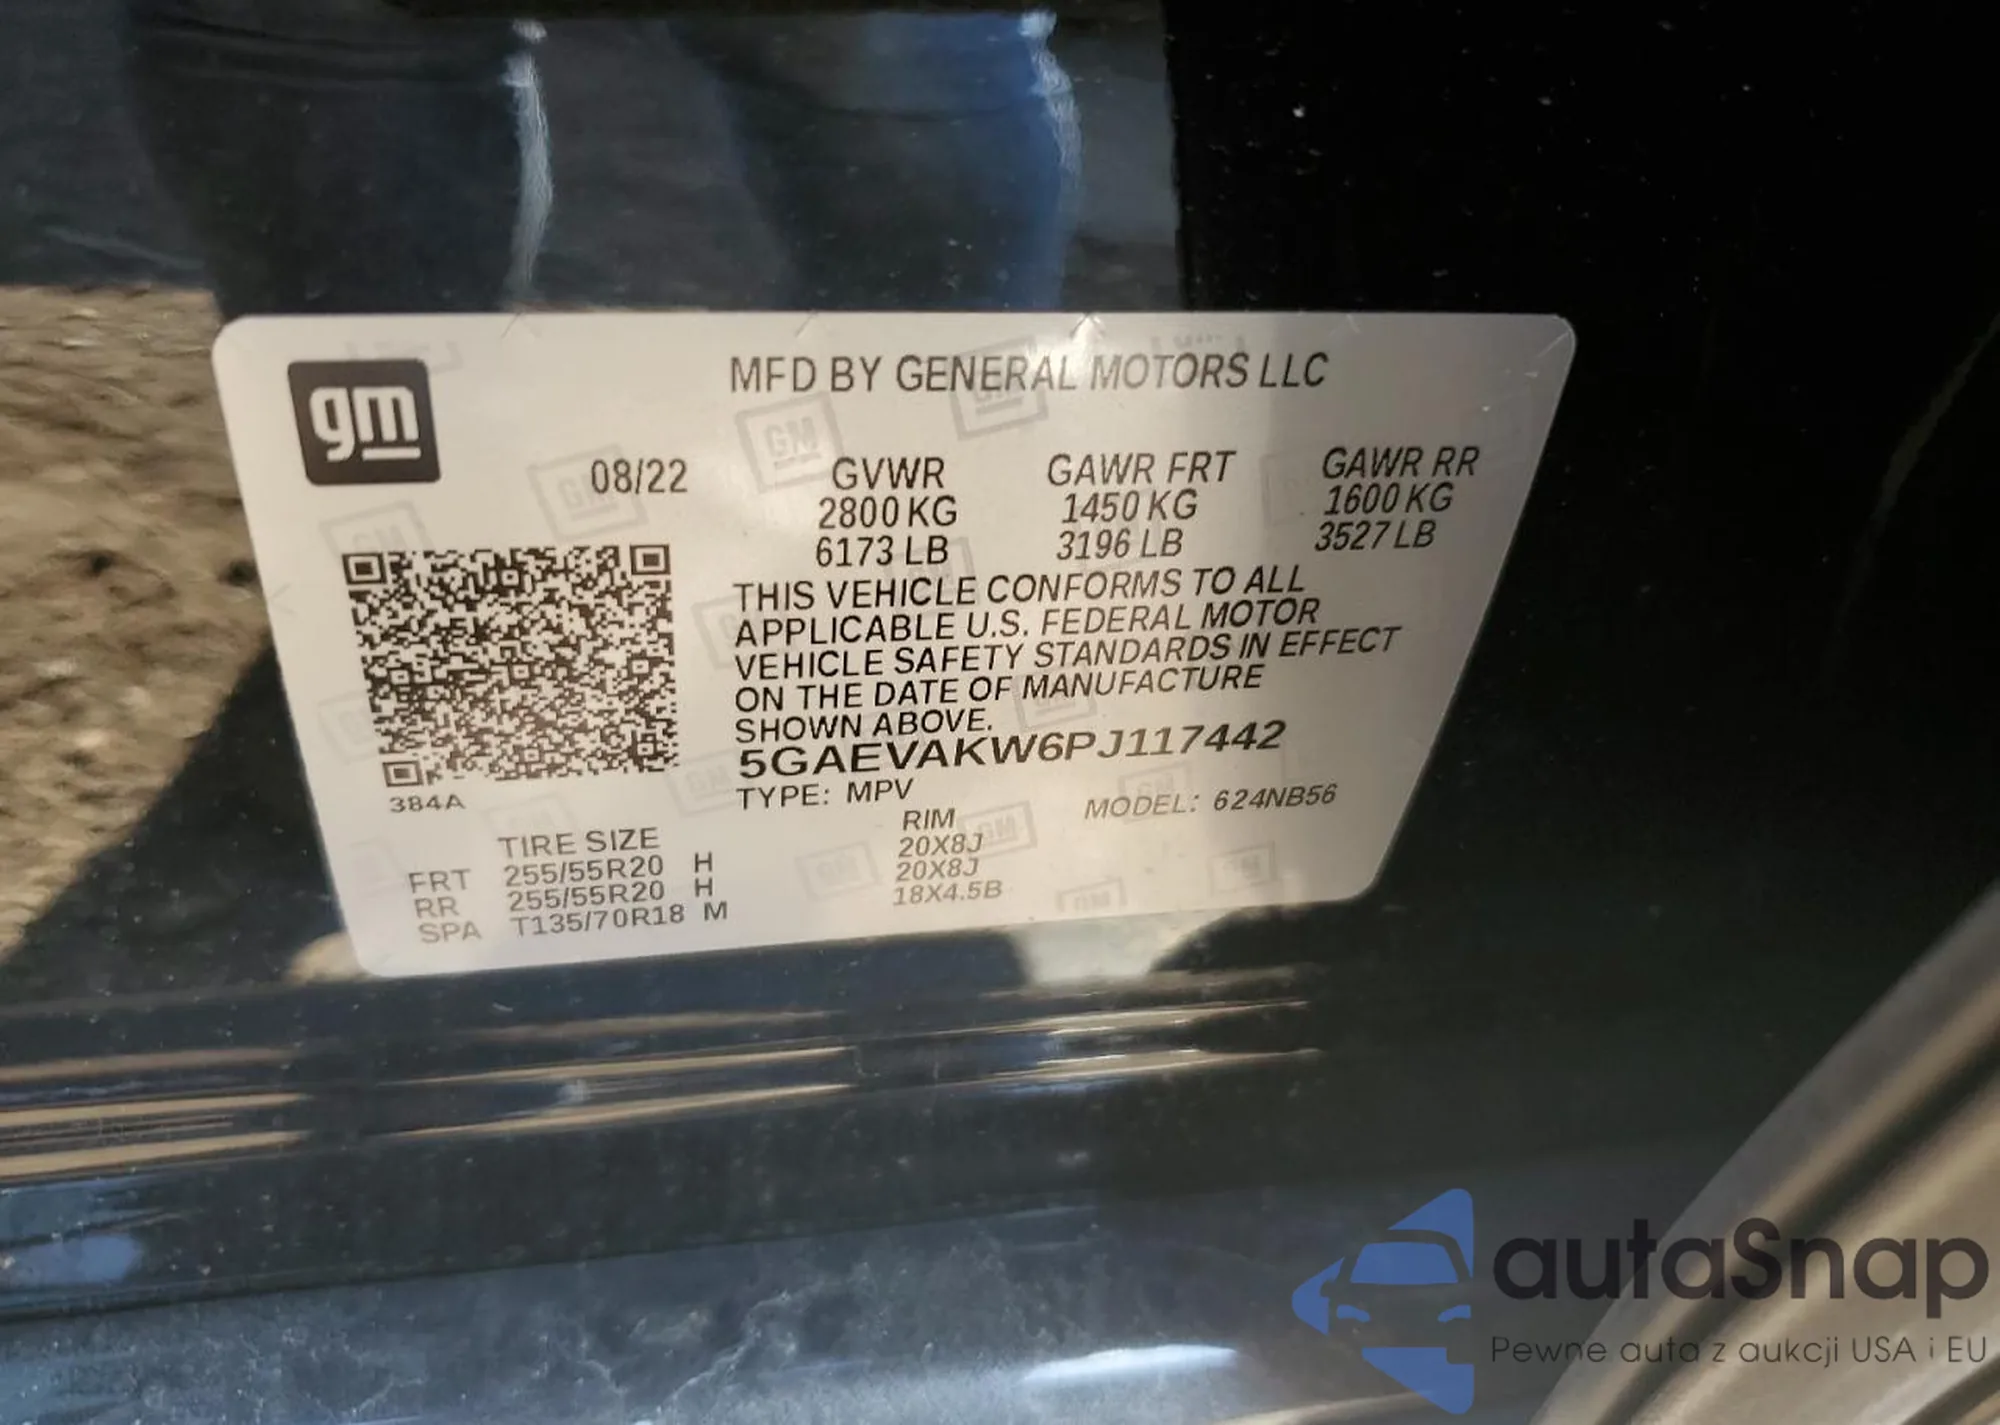 gm
MFD BY GENERAL MOTORS LLC
08/22 GVWR GAWR FRT GAWR RR
2800 KG 1450 KG 1600 KG
6173 LB 3196 LB 3527 LB
THIS VEHICLE CONFORMS TO ALL
APPLICABLE U.S. FEDERAL MOTOR
VEHICLE SAFETY STANDARDS IN EFFECT
ON THE DATE OF MANUFACTURE
SHOWN ABOVE.
5GAEVAKW6PJ117442
TYPE: MPV MODEL: 624NB56
384A
TIRE SIZE RIM
FRT 255/55R20 H 20X8J
RR 255/55R20 H 20X8J
SPA T135/70R18 M 18X4.5B
autaSnap
Pewne auta z aukcji USA i EU